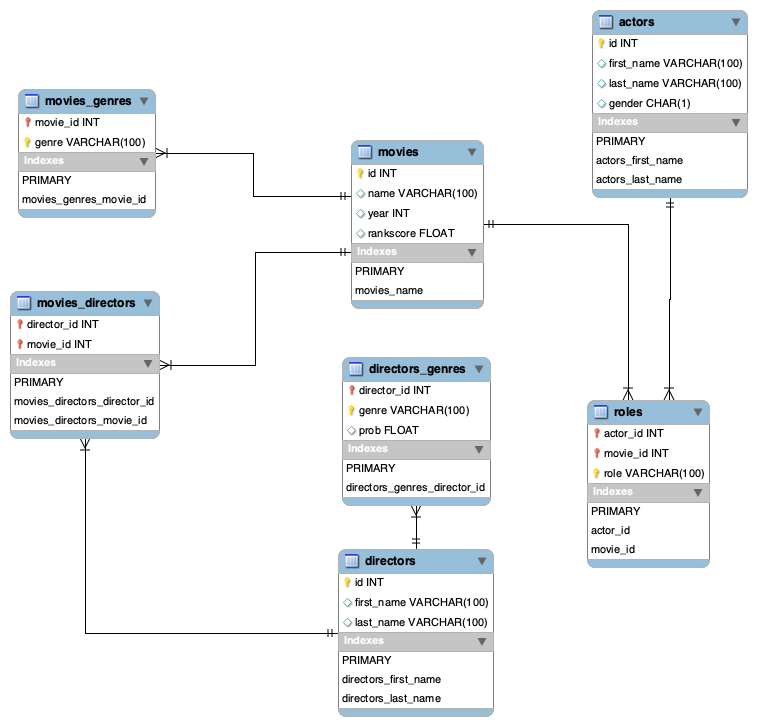 actors
id INT
first_name VARCHAR(100)
last_name VARCHAR(100)
gender CHAR(1)
Indexes
PRIMARY
actors_first_name
actors_last_name
movies_genres
movie_id INT
genre VARCHAR(100)
Indexes
PRIMARY
movies_genres_movie_id
movies
id INT
name VARCHAR(100)
year INT
rankscore FLOAT
Indexes
PRIMARY
movies_name
movies_directors
director_id INT
movie_id INT
Indexes
PRIMARY
movies_directors_director_id
movies_directors_movie_id
directors_genres
director_id INT
genre VARCHAR(100)
prob FLOAT
Indexes
PRIMARY
directors_genres_director_id
roles
actor_id INT
movie_id INT
role VARCHAR(100)
Indexes
PRIMARY
actor_id
movie_id
directors
id INT
first_name VARCHAR(100)
last_name VARCHAR(100)
Indexes
PRIMARY
directors_first_name
directors_last_name